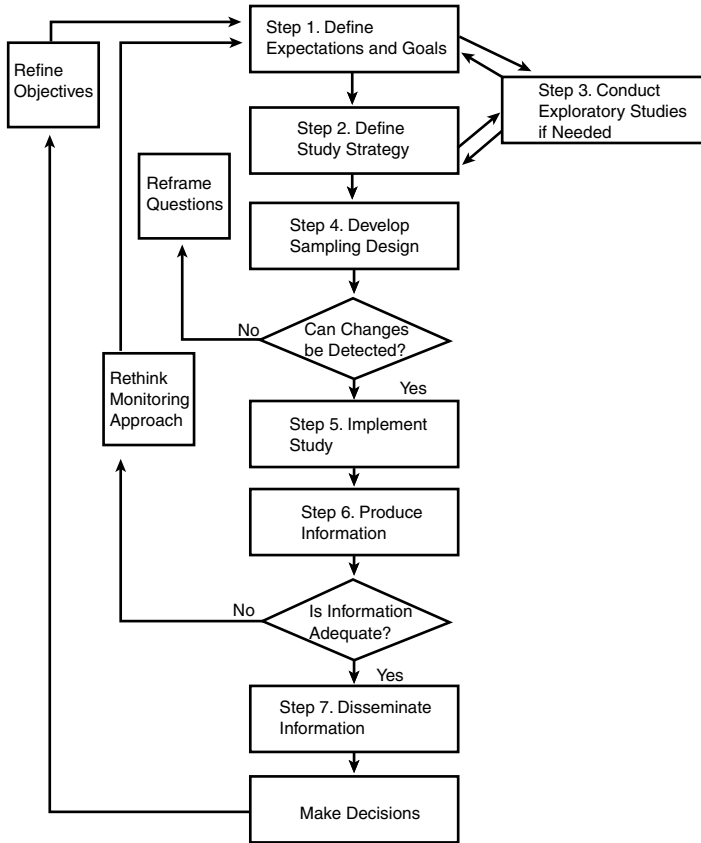 Step 1. Define
Expectations and Goals
Refine
Objectives
Step 3. Conduct
Exploratory Studies
if Needed
Step 2. Define
Study Strategy
Reframe
Questions
Step 4. Develop
Sampling Design
No
Can Changes
be Detected?
Yes
Rethink
Monitoring
Approach
Step 5. Implement
Study
Step 6. Produce
Information
No
Is Information
Adequate?
Yes
Step 7. Disseminate
Information
Make Decisions